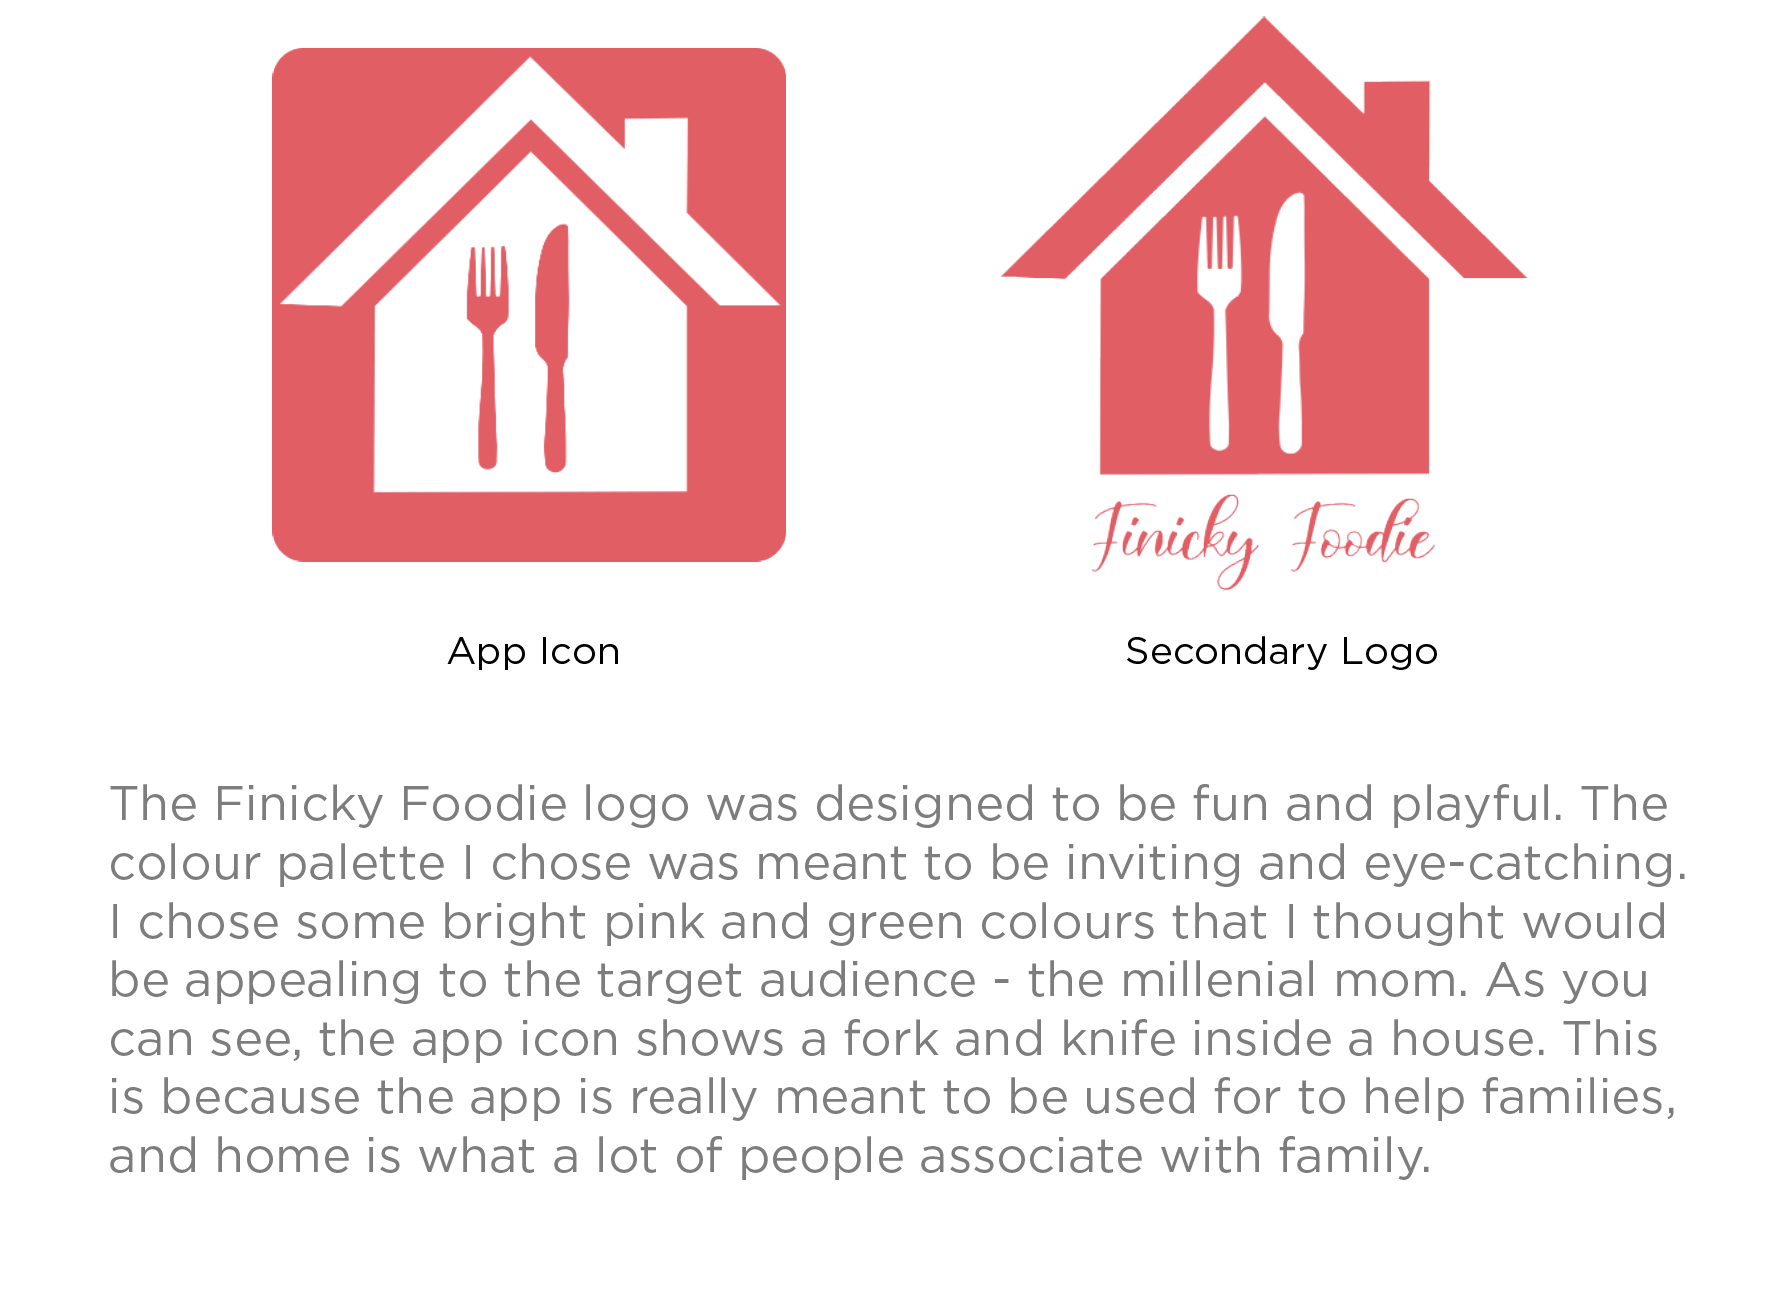 Finicky Foodie
App Icon
Secondary Logo
The Finicky Foodie logo was designed to be fun and playful. The
colour palette I chose was meant to be inviting and eye-catching.
I chose some bright pink and green colours that I thought would
be appealing to the target audience - the millenial mom. As you
can see, the app icon shows a fork and knife inside a house. This
is because the app is really meant to be used for to help families,
and home is what a lot of people associate with family.